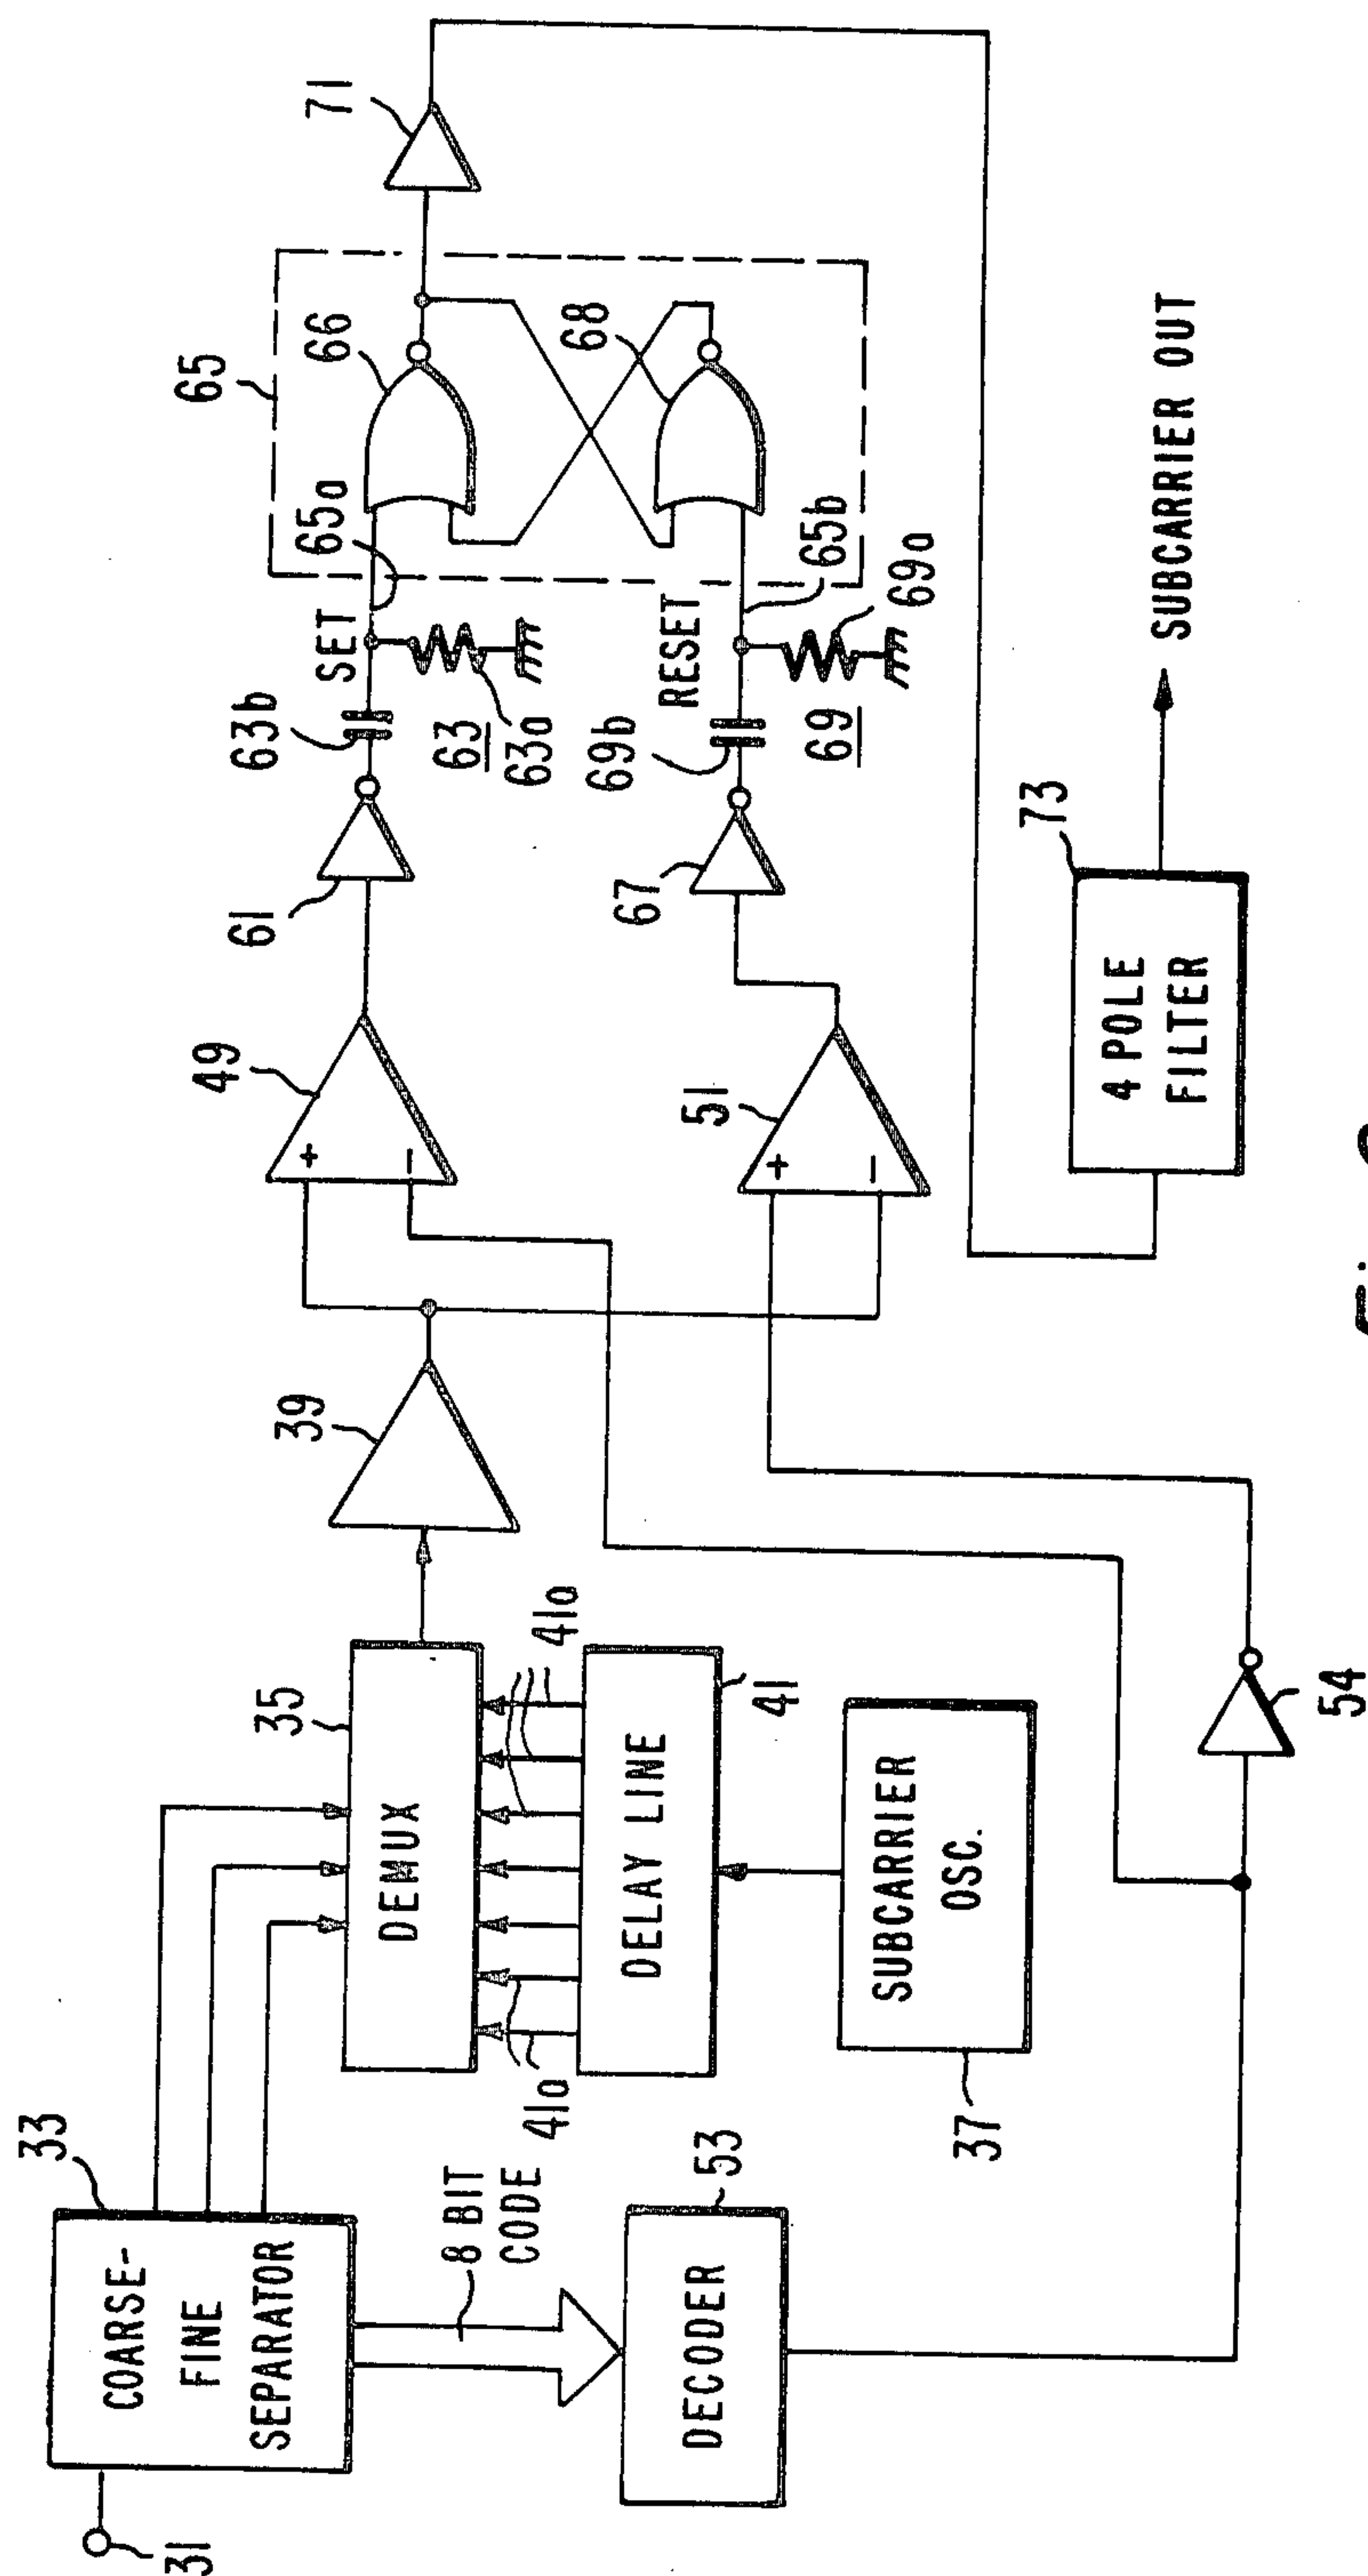 31
33
COARSE-
FINE
SEPARATOR
8 BIT
CODE
53
DECODER
35
DEMUX
41a
41a
DELAY LINE
41
SUBCARRIER
OSC.
37
54
39
49
+
−
51
+
−
61
67
63b
63
63a
SET
65a
69b
69
69a
RESET
65b
65
66
68
71
73
4 POLE
FILTER
SUBCARRIER OUT